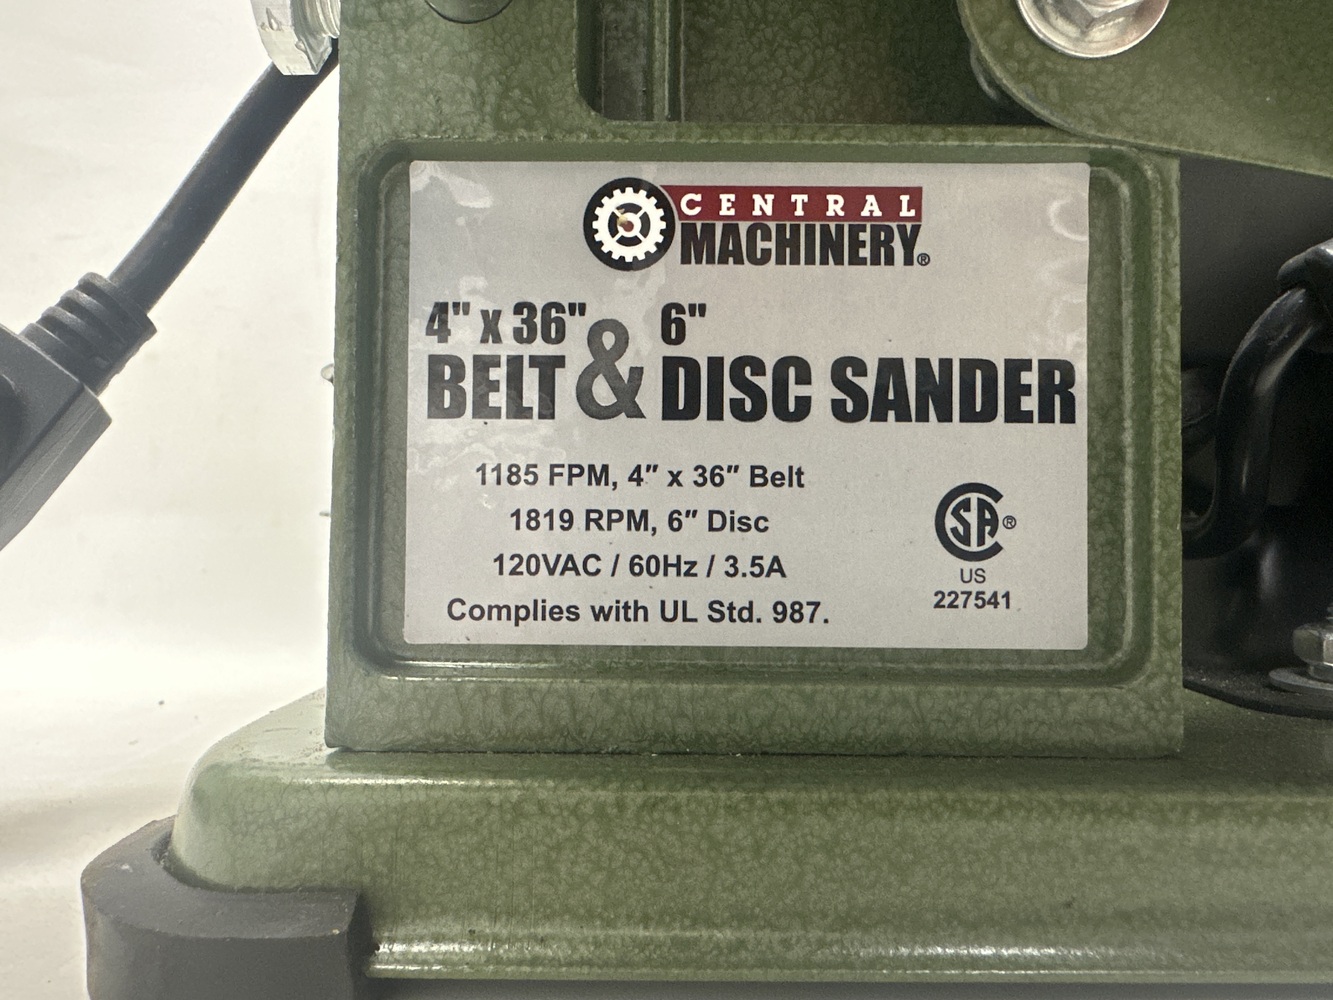 CENTRAL
MACHINERY®
4" x 36" & 6"
BELT DISC SANDER
1185 FPM, 4" x 36" Belt
1819 RPM, 6" Disc
120VAC / 60Hz / 3.5A
Complies with UL Std. 987.
SA®
US
227541